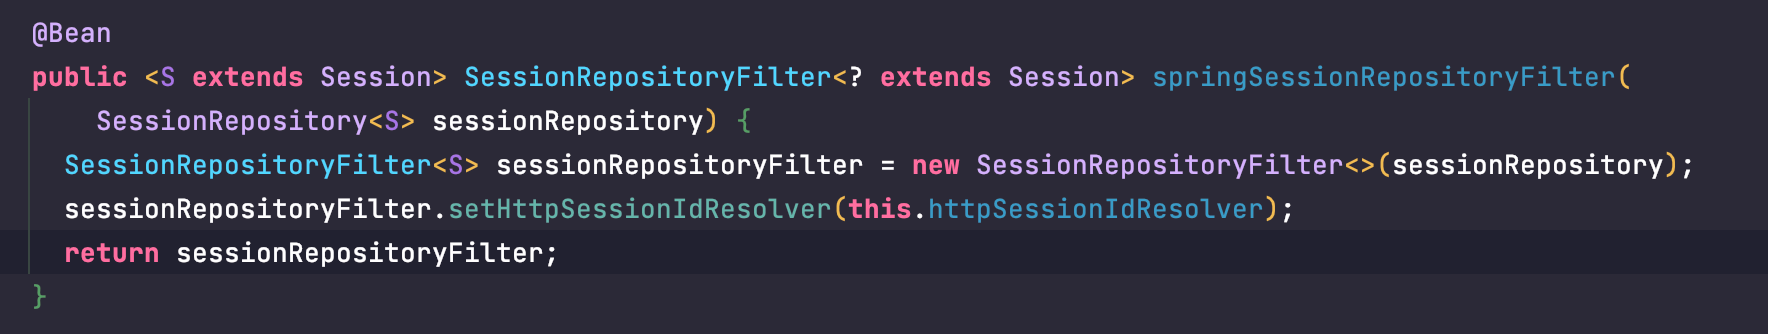 @Bean
public <S extends Session> SessionRepositoryFilter<? extends Session> springSessionRepositoryFilter(
    SessionRepository<S> sessionRepository) {
  SessionRepositoryFilter<S> sessionRepositoryFilter = new SessionRepositoryFilter<>(sessionRepository);
  sessionRepositoryFilter.setHttpSessionIdResolver(this.httpSessionIdResolver);
  return sessionRepositoryFilter;
}